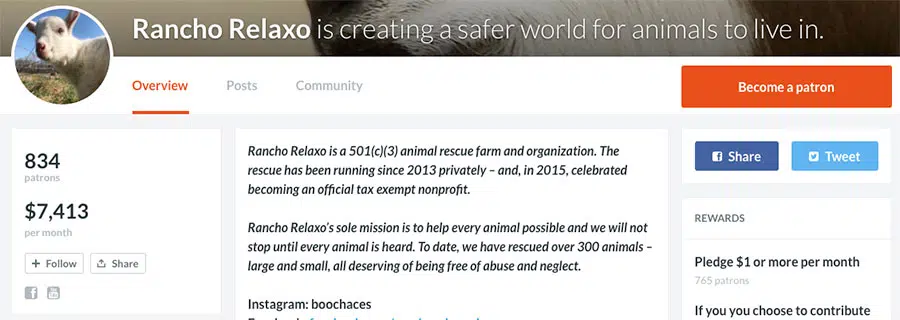 Rancho Relaxo is creating a safer world for animals to live in.
Overview
Posts
Community
Become a patron
834
patrons
$7,413
per month
+ Follow
Share
Rancho Relaxo is a 501(c)(3) animal rescue farm and organization. The
rescue has been running since 2013 privately – and, in 2015, celebrated
becoming an official tax exempt nonprofit.
Rancho Relaxo's sole mission is to help every animal possible and we will not
stop until every animal is heard. To date, we have rescued over 300 animals –
large and small, all deserving of being free of abuse and neglect.
Instagram: boochaces
Share
Tweet
REWARDS
Pledge $1 or more per month
765 patrons
If you you choose to contribute